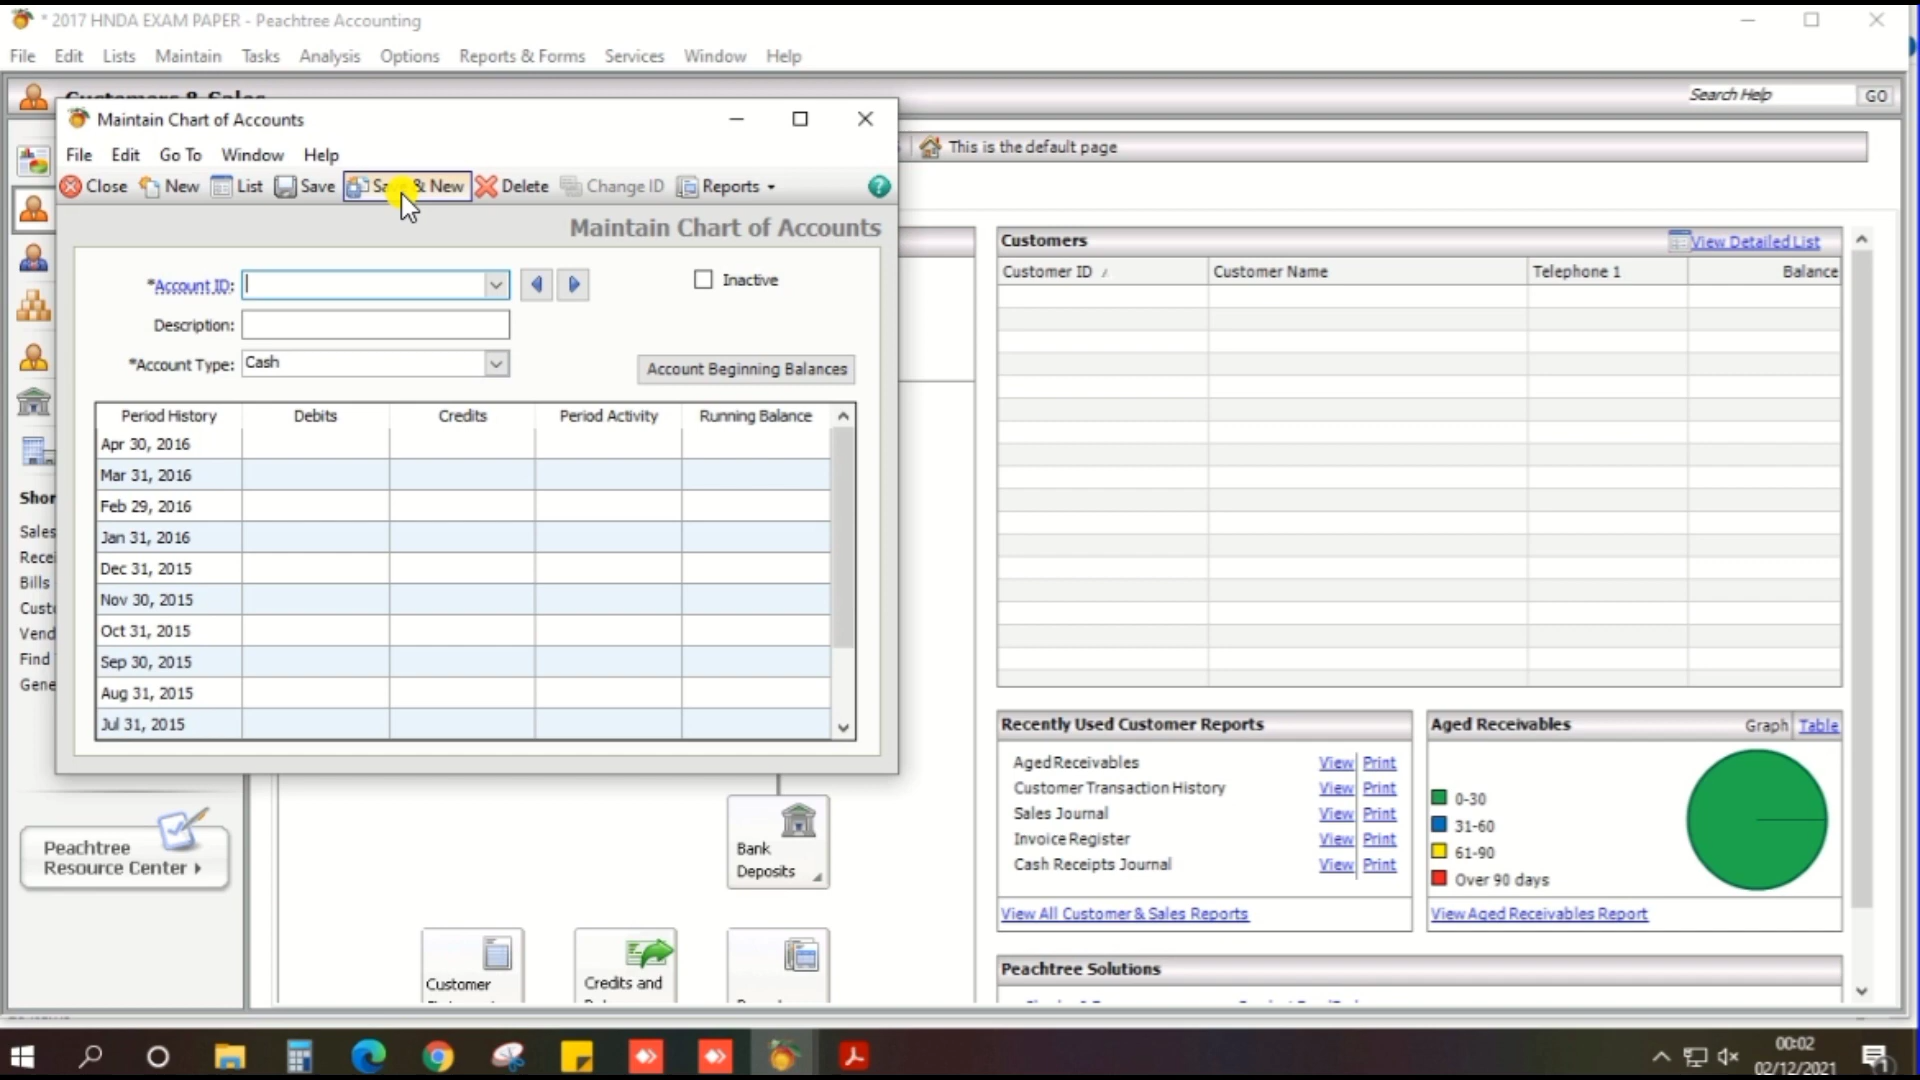 * 2017 HNDA EXAM PAPER - Peachtree Accounting
File Edit Lists Maintain Tasks Analysis Options Reports & Forms Services Window Help
Customers & Sales
Search Help GO
Maintain Chart of Accounts
This is the default page
File Edit Go To Window Help
Close New List Save Save & New Delete Change ID Reports
Maintain Chart of Accounts
*Account ID:
Inactive
Description:
*Account Type: Cash
Account Beginning Balances
Period History Debits Credits Period Activity Running Balance
Apr 30, 2016
Mar 31, 2016
Feb 29, 2016
Jan 31, 2016
Dec 31, 2015
Nov 30, 2015
Oct 31, 2015
Sep 30, 2015
Aug 31, 2015
Jul 31, 2015
Customers View Detailed List
Customer ID Customer Name Telephone 1 Balance
Shor
Sales
Recei
Bills
Cust
Vend
Find
Gene
Peachtree
Resource Center
Bank
Deposits
Customer
Credits and
Recently Used Customer Reports
Aged Receivables View Print
Customer Transaction History View Print
Sales Journal View Print
Invoice Register View Print
Cash Receipts Journal View Print
View All Customer & Sales Reports
Aged Receivables Graph Table
0-30
31-60
61-90
Over 90 days
View Aged Receivables Report
Peachtree Solutions
00:02
02/12/2021
1